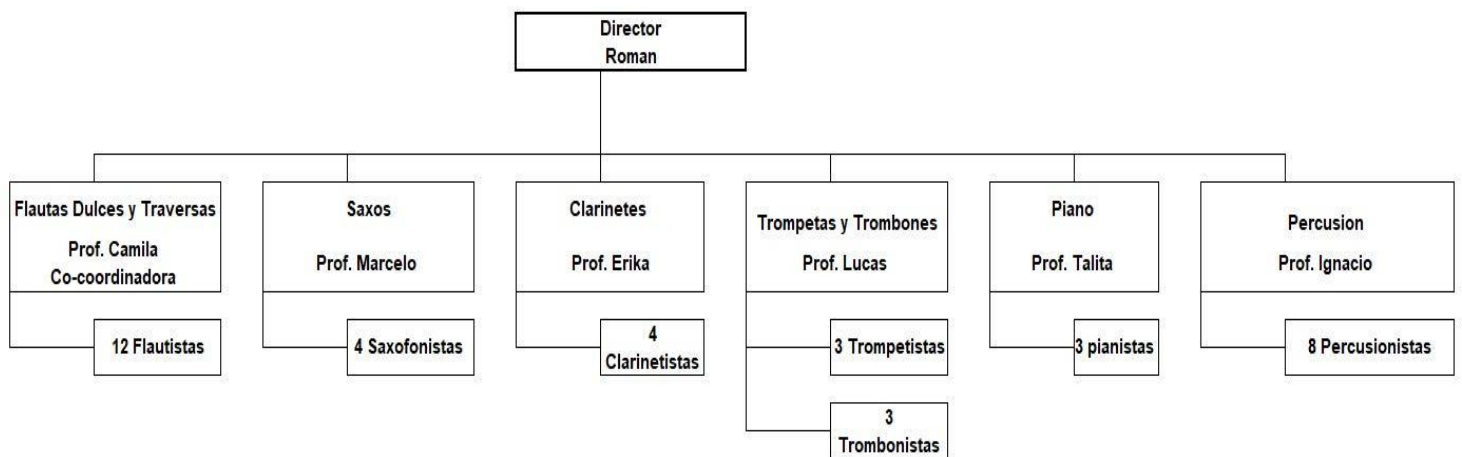 Director
Roman
Flautas Dulces y Traversas
Prof. Camila
Co-coordinadora
Saxos
Prof. Marcelo
Clarinetes
Prof. Erika
Trompetas y Trombones
Prof. Lucas
Piano
Prof. Talita
Percusion
Prof. Ignacio
12 Flautistas
4 Saxofonistas
4
Clarinetistas
3 Trompetistas
3 pianistas
8 Percusionistas
3
Trombonistas